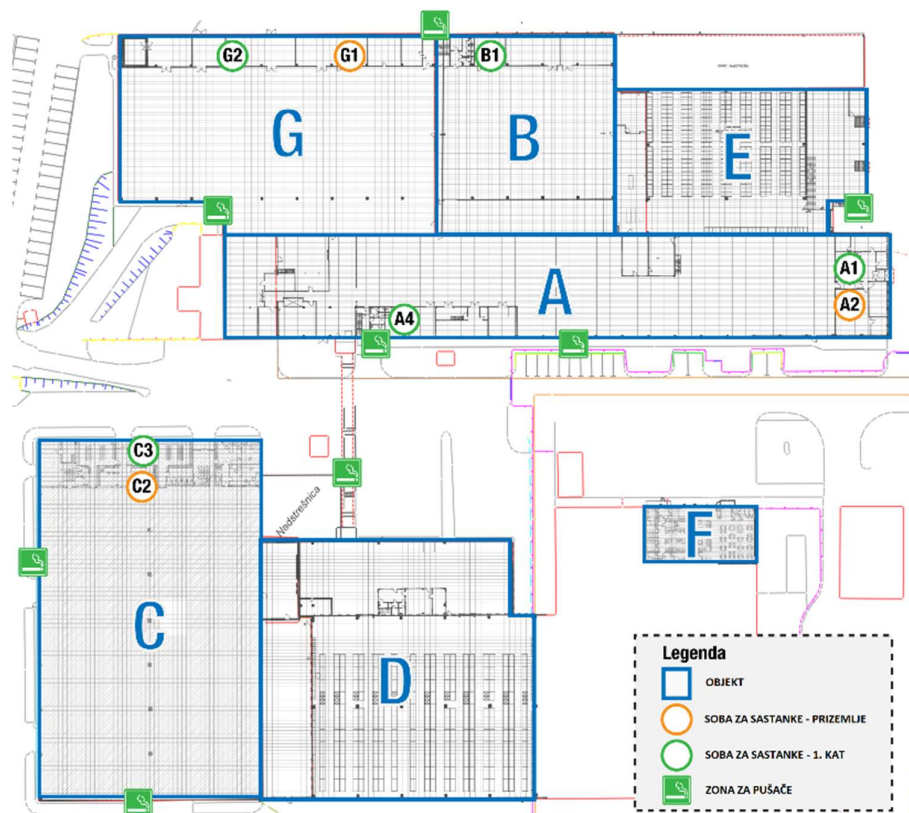 G2
G1
B1
G
B
E
A1
A
A2
A4
C3
C2
Nadstrešnica
F
C
D
Legenda
OBJEKT
SOBA ZA SASTANKE - PRIZEMLJE
SOBA ZA SASTANKE - 1. KAT
ZONA ZA PUŠAČE